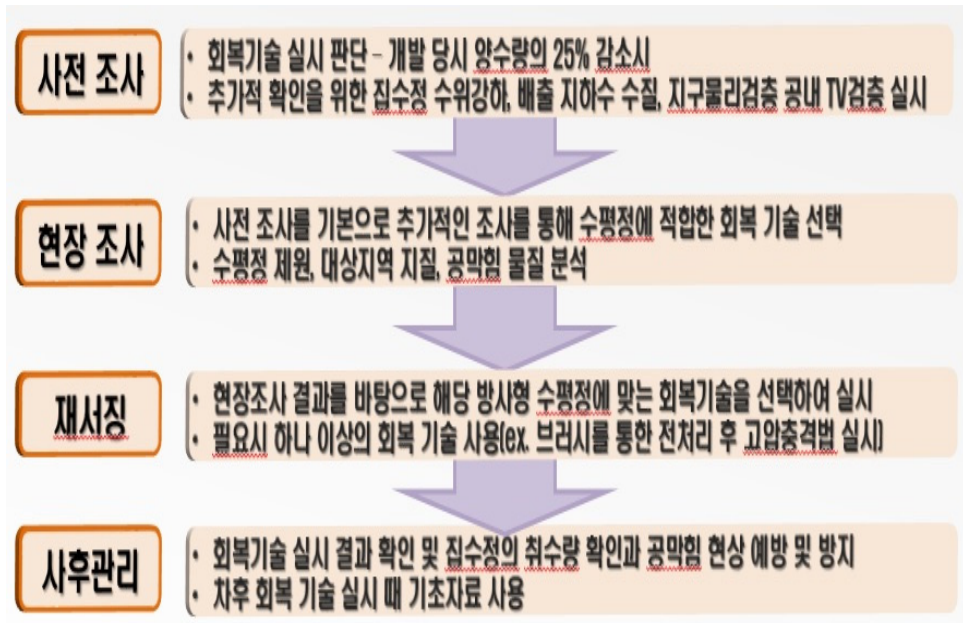 사전 조사
• 회복기술 실시 판단 – 개발 당시 양수량의 25% 감소시
• 추가적 확인을 위한 집수정 수위강하, 배출 지하수 수질, 지구물리검층 공내 TV검층 실시
현장 조사
• 사전 조사를 기본으로 추가적인 조사를 통해 수평정에 적합한 회복 기술 선택
• 수평정 제원, 대상지역 지질, 공막힘 물질 분석
재서징
• 현장조사 결과를 바탕으로 해당 방사형 수평정에 맞는 회복기술을 선택하여 실시
• 필요시 하나 이상의 회복 기술 사용(ex. 브러시를 통한 전처리 후 고압충격법 실시)
사후관리
• 회복기술 실시 결과 확인 및 집수정의 취수량 확인과 공막힘 현상 예방 및 방지
• 차후 회복 기술 실시 때 기초자료 사용